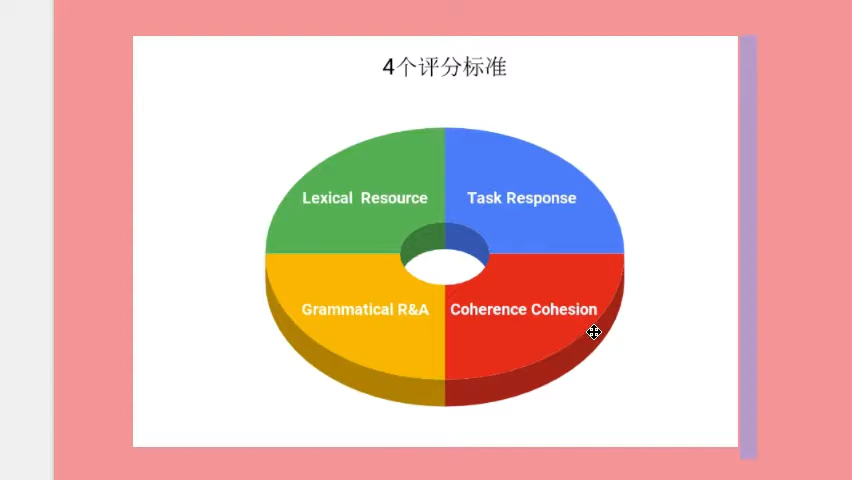 4个评分标准
Lexical  Resource
Task Response
Grammatical R&A
Coherence Cohesion